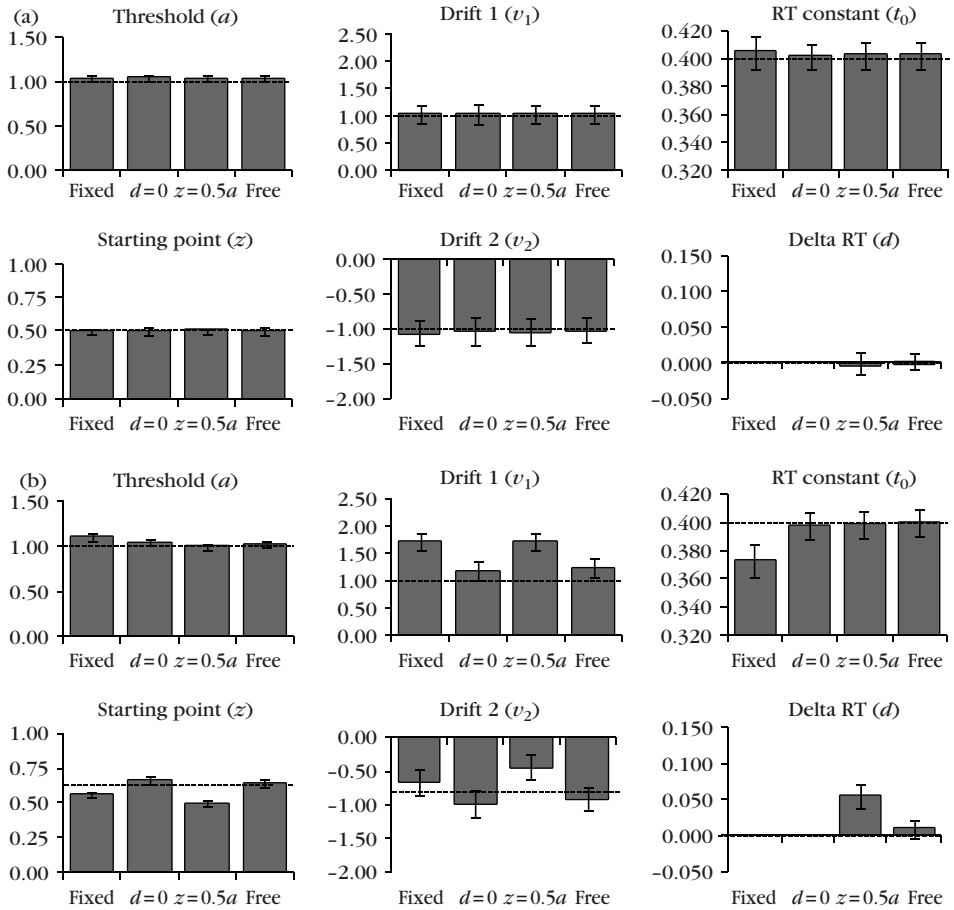 (a)
Threshold (a)
1.50
1.00
0.50
0.00
Fixed d=0 z=0.5a Free
Drift 1 (v₁)
2.50
2.00
1.50
1.00
0.50
0.00
Fixed d=0 z=0.5a Free
RT constant (t₀)
0.420
0.400
0.380
0.360
0.340
0.320
Fixed d=0 z=0.5a Free
Starting point (z)
1.00
0.75
0.50
0.25
0.00
Fixed d=0 z=0.5a Free
Drift 2 (v₂)
0.00
−0.50
−1.00
−1.50
−2.00
Fixed d=0 z=0.5a Free
Delta RT (d)
0.150
0.100
0.050
0.000
−0.050
Fixed d=0 z=0.5a Free
(b)
Threshold (a)
1.50
1.00
0.50
0.00
Fixed d=0 z=0.5a Free
Drift 1 (v₁)
2.50
2.00
1.50
1.00
0.50
0.00
Fixed d=0 z=0.5a Free
RT constant (t₀)
0.420
0.400
0.380
0.360
0.340
0.320
Fixed d=0 z=0.5a Free
Starting point (z)
1.00
0.75
0.50
0.25
0.00
Fixed d=0 z=0.5a Free
Drift 2 (v₂)
0.00
−0.50
−1.00
−1.50
−2.00
Fixed d=0 z=0.5a Free
Delta RT (d)
0.150
0.100
0.050
0.000
−0.050
Fixed d=0 z=0.5a Free